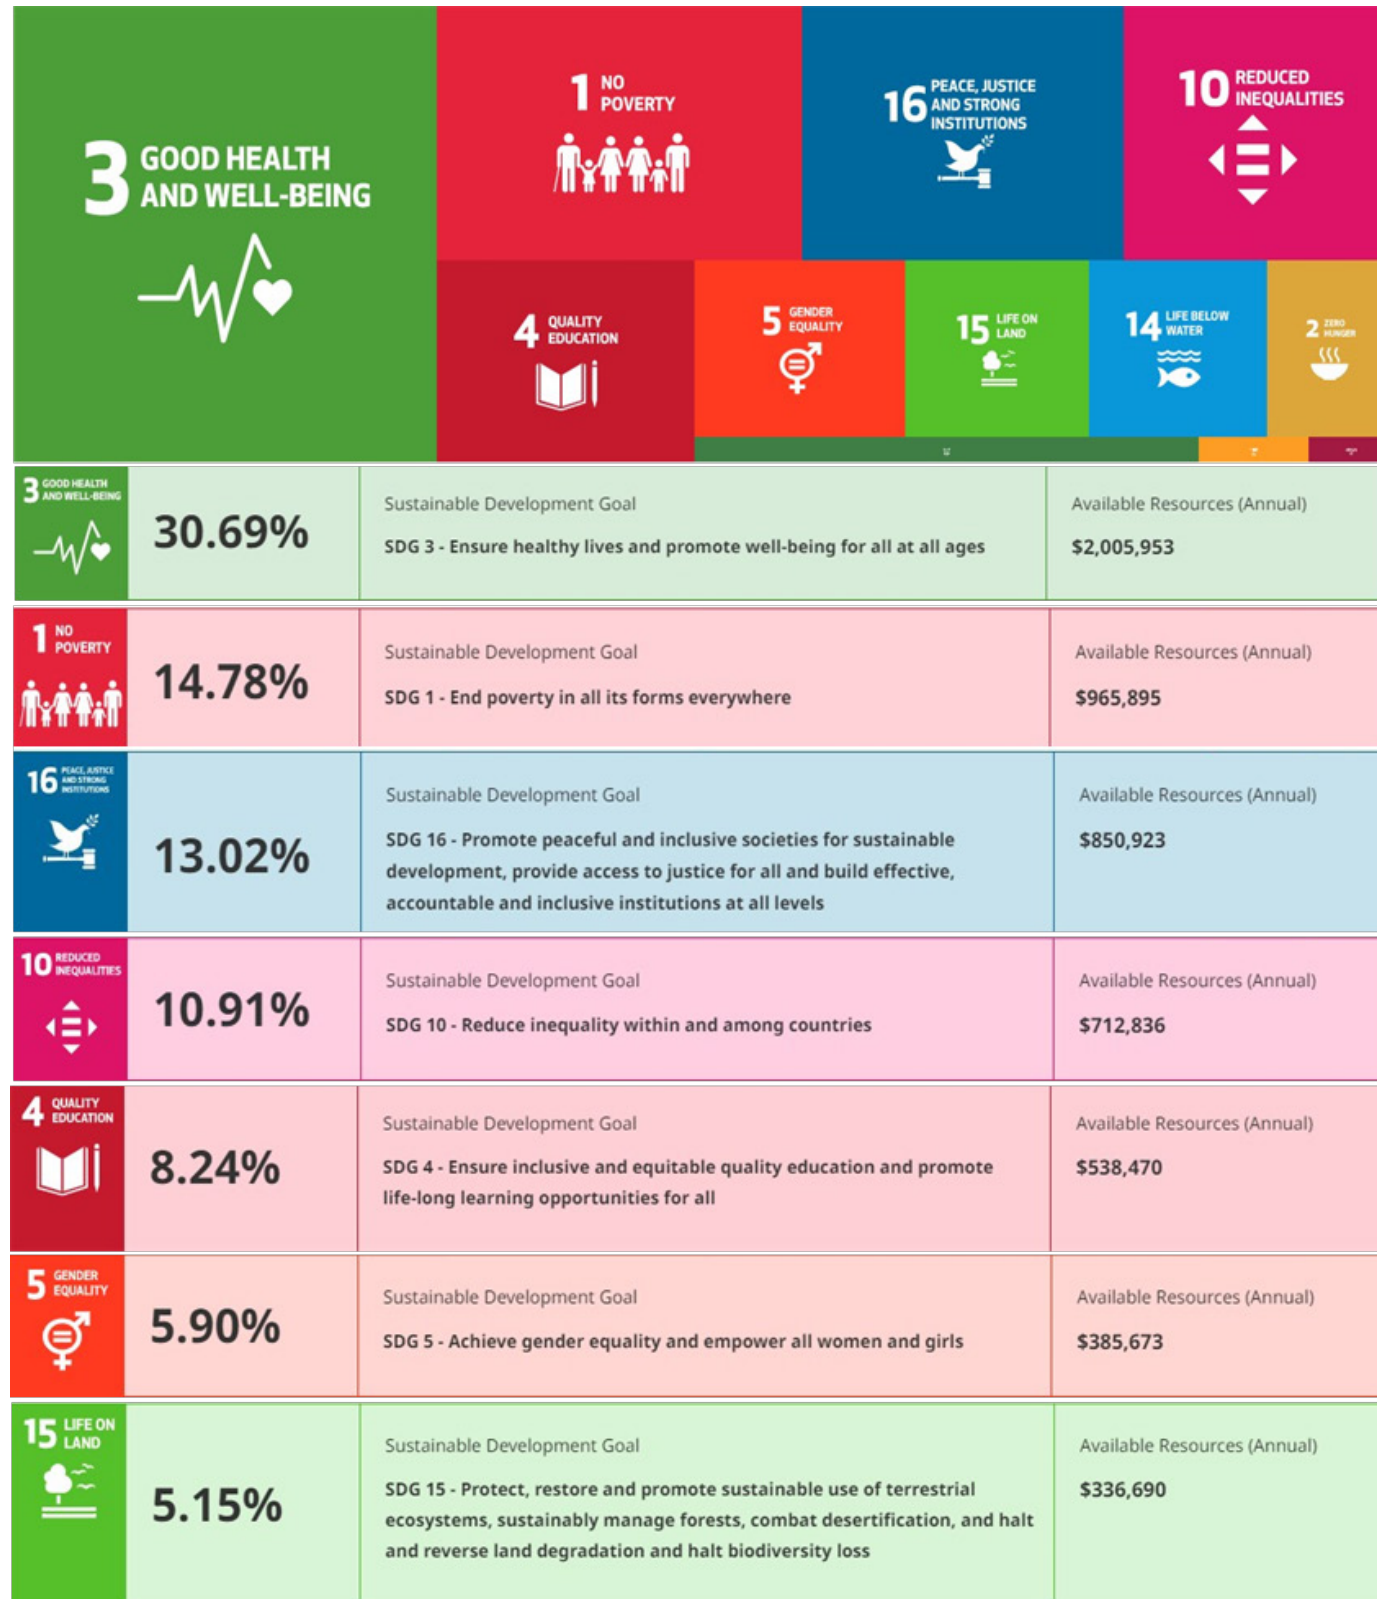 3 GOOD HEALTH
AND WELL-BEING
1 NO
POVERTY
16 PEACE, JUSTICE
AND STRONG
INSTITUTIONS
10 REDUCED
INEQUALITIES
4 QUALITY
EDUCATION
5 GENDER
EQUALITY
15 LIFE ON
LAND
14 LIFE BELOW
WATER
2 ZERO
HUNGER
3 GOOD HEALTH
AND WELL-BEING
30.69%
Sustainable Development Goal
SDG 3 - Ensure healthy lives and promote well-being for all at all ages
Available Resources (Annual)
$2,005,953
1 NO
POVERTY
14.78%
Sustainable Development Goal
SDG 1 - End poverty in all its forms everywhere
Available Resources (Annual)
$965,895
16 PEACE, JUSTICE
AND STRONG
INSTITUTIONS
13.02%
Sustainable Development Goal
SDG 16 - Promote peaceful and inclusive societies for sustainable
development, provide access to justice for all and build effective,
accountable and inclusive institutions at all levels
Available Resources (Annual)
$850,923
10 REDUCED
INEQUALITIES
10.91%
Sustainable Development Goal
SDG 10 - Reduce inequality within and among countries
Available Resources (Annual)
$712,836
4 QUALITY
EDUCATION
8.24%
Sustainable Development Goal
SDG 4 - Ensure inclusive and equitable quality education and promote
life-long learning opportunities for all
Available Resources (Annual)
$538,470
5 GENDER
EQUALITY
5.90%
Sustainable Development Goal
SDG 5 - Achieve gender equality and empower all women and girls
Available Resources (Annual)
$385,673
15 LIFE ON
LAND
5.15%
Sustainable Development Goal
SDG 15 - Protect, restore and promote sustainable use of terrestrial
ecosystems, sustainably manage forests, combat desertification, and halt
and reverse land degradation and halt biodiversity loss
Available Resources (Annual)
$336,690